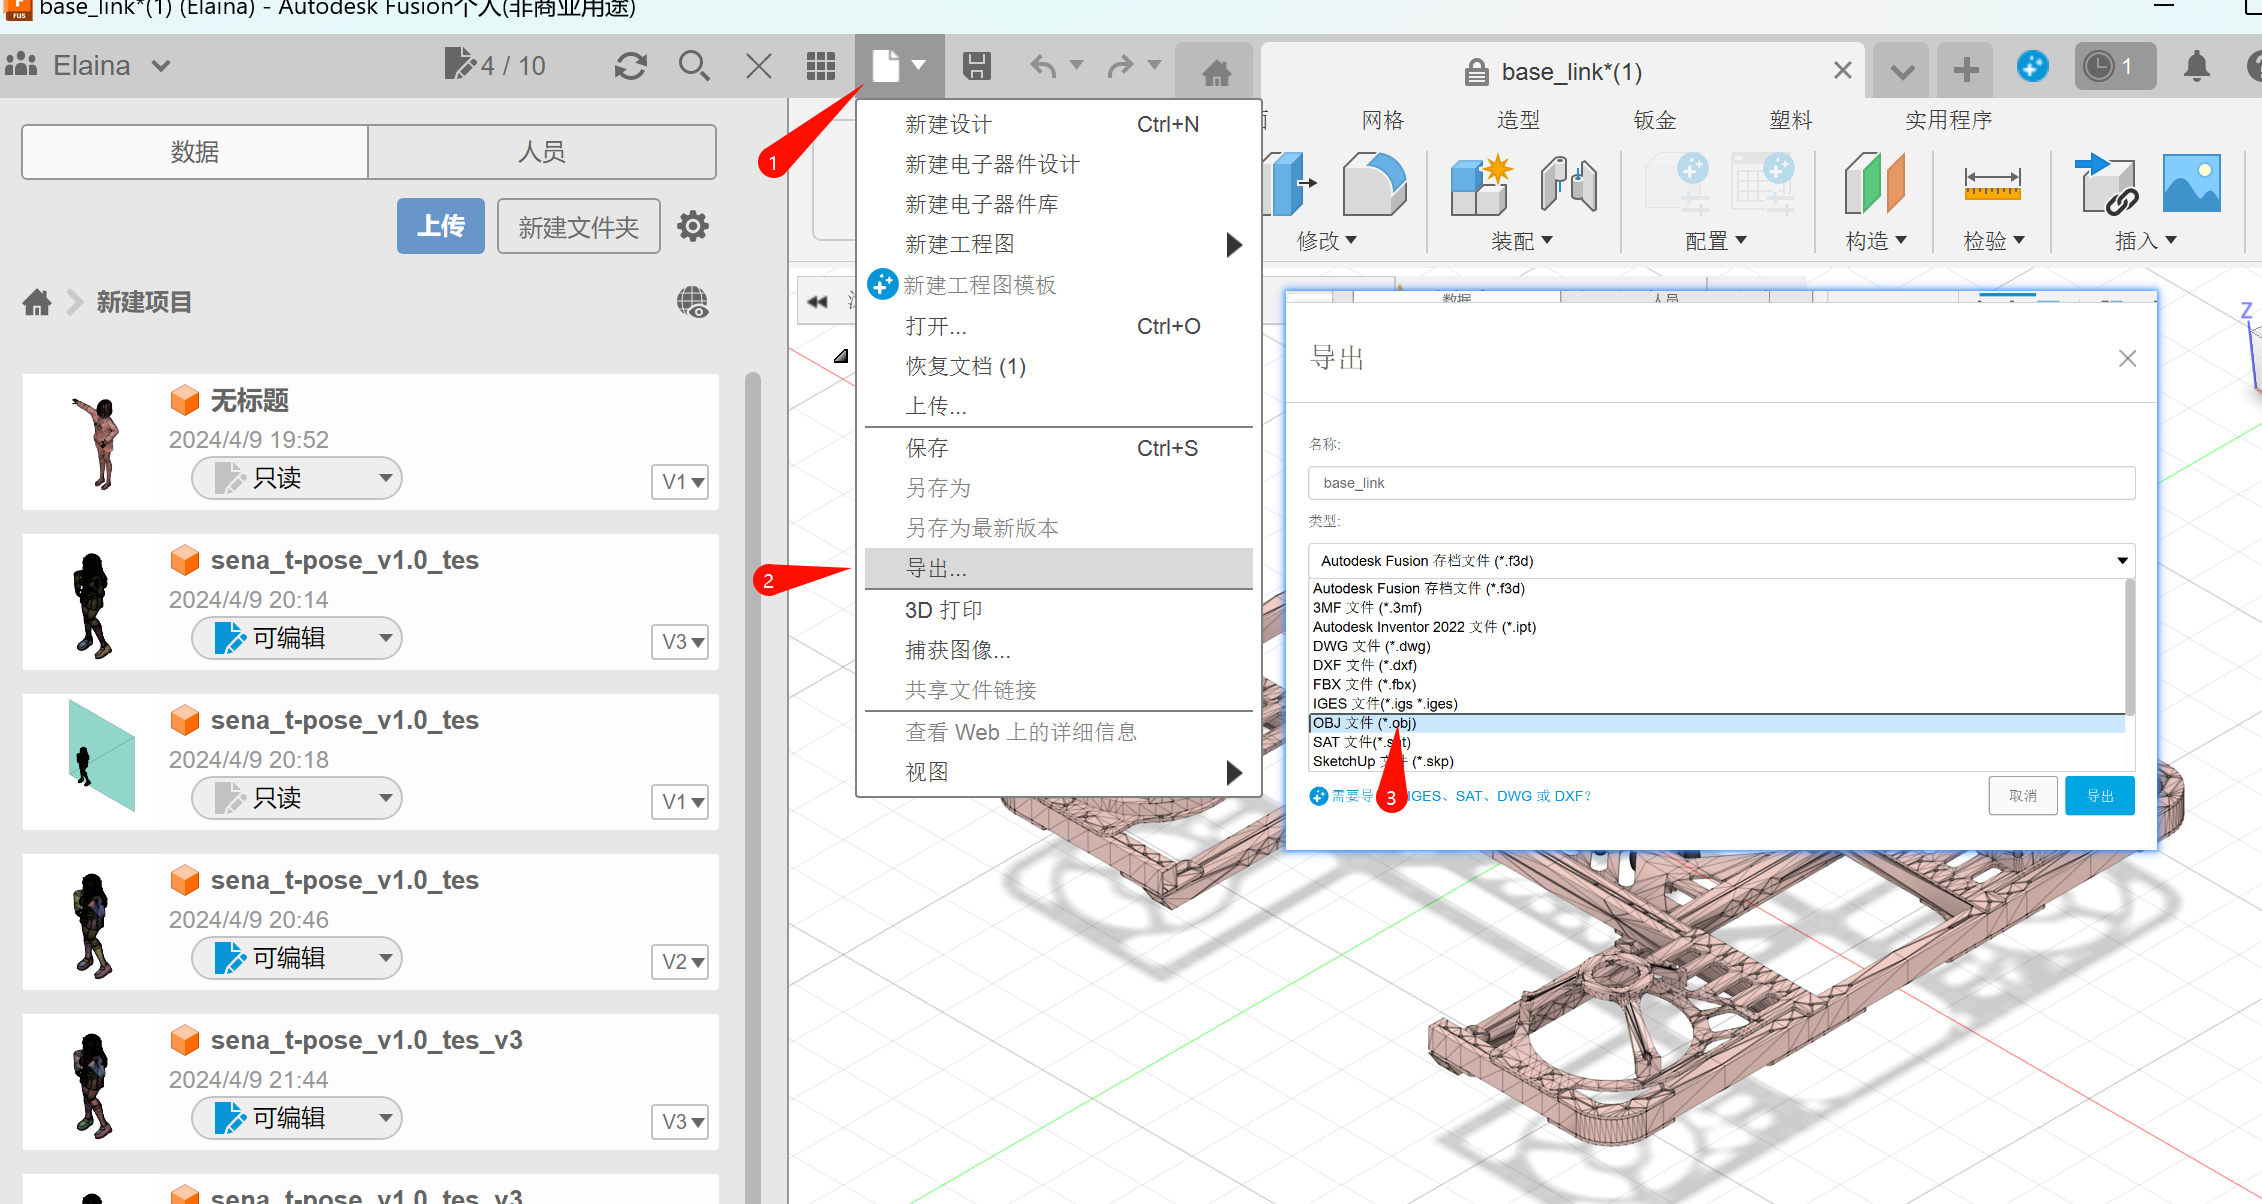 base_link*(1) (Elaina) - Autodesk Fusion个人(非商业用途)
Elaina
4 / 10
base_link*(1)
1
数据
人员
上传
新建文件夹
新建项目
无标题
2024/4/9 19:52
只读
V1
sena_t-pose_v1.0_tes
2024/4/9 20:14
可编辑
V3
sena_t-pose_v1.0_tes
2024/4/9 20:18
只读
V1
sena_t-pose_v1.0_tes
2024/4/9 20:46
可编辑
V2
sena_t-pose_v1.0_tes_v3
2024/4/9 21:44
可编辑
V3
sena_t-pose_v1.0_tes_v3
1
新建设计 Ctrl+N
新建电子器件设计
新建电子器件库
新建工程图
新建工程图模板
打开... Ctrl+O
恢复文档 (1)
上传...
保存 Ctrl+S
另存为
另存为最新版本
2
导出...
3D 打印
捕获图像...
共享文件链接
查看 Web 上的详细信息
视图
网格
造型
钣金
塑料
实用程序
修改
装配
配置
构造
检验
插入
Z
数据
人员
导出
名称:
base_link
类型:
Autodesk Fusion 存档文件 (*.f3d)
Autodesk Fusion 存档文件 (*.f3d)
3MF 文件 (*.3mf)
Autodesk Inventor 2022 文件 (*.ipt)
DWG 文件 (*.dwg)
DXF 文件 (*.dxf)
FBX 文件 (*.fbx)
IGES 文件(*.igs *.iges)
OBJ 文件 (*.obj)
SAT 文件(*.sat)
SketchUp 文件 (*.skp)
3
需要导 IGES、SAT、DWG 或 DXF?
取消
导出